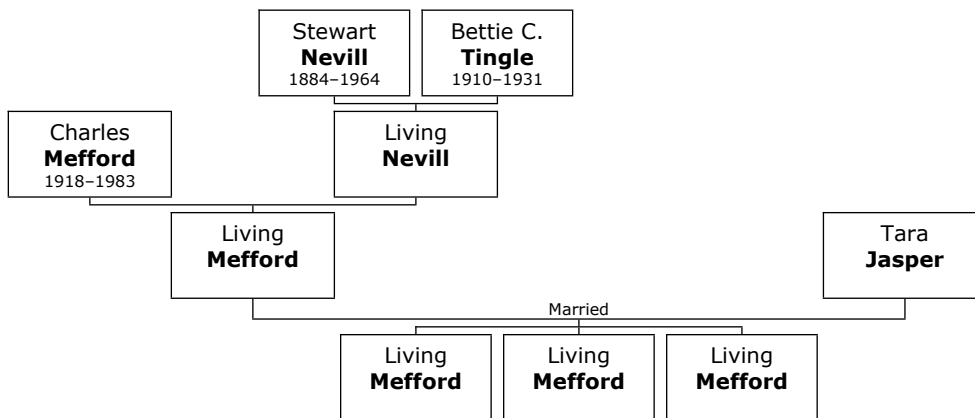 Stewart
Nevill
1884–1964
Bettie C.
Tingle
1910–1931
Charles
Mefford
1918–1983
Living
Nevill
Living
Mefford
Tara
Jasper
Married
Living
Mefford
Living
Mefford
Living
Mefford